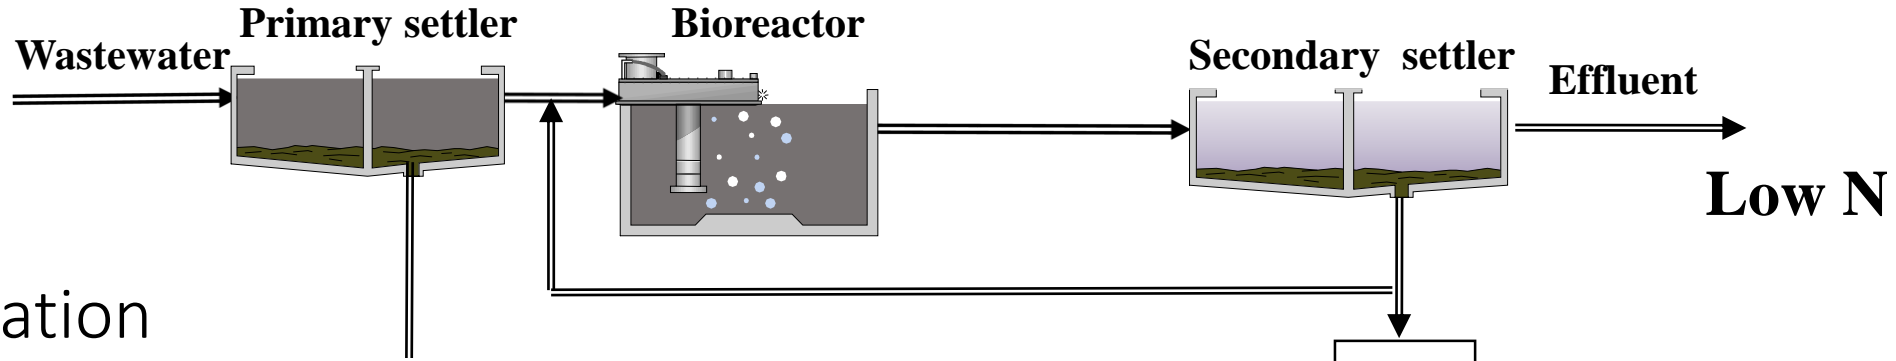 Primary settler
Bioreactor
Wastewater
Secondary settler
Effluent
Low N
ation